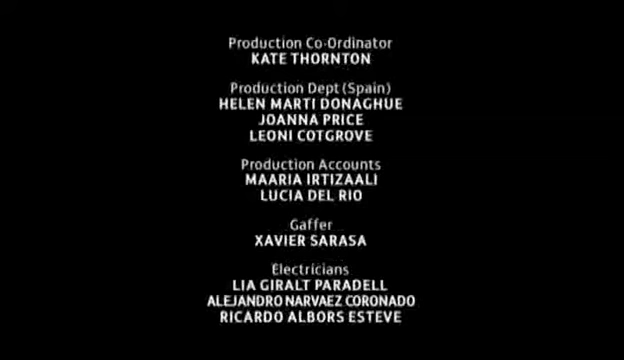 Production Co-Ordinator
KATE THORNTON
Production Dept (Spain)
HELEN MARTI DONAGHUE
JOANNA PRICE
LEONI COTGROVE
Production Accounts
MAARIA IRTIZAALI
LUCIA DEL RIO
Gaffer
XAVIER SARASA
Electricians
LIA GIRALT PARADELL
ALEJANDRO NARVAEZ CORONADO
RICARDO ALBORS ESTEVE